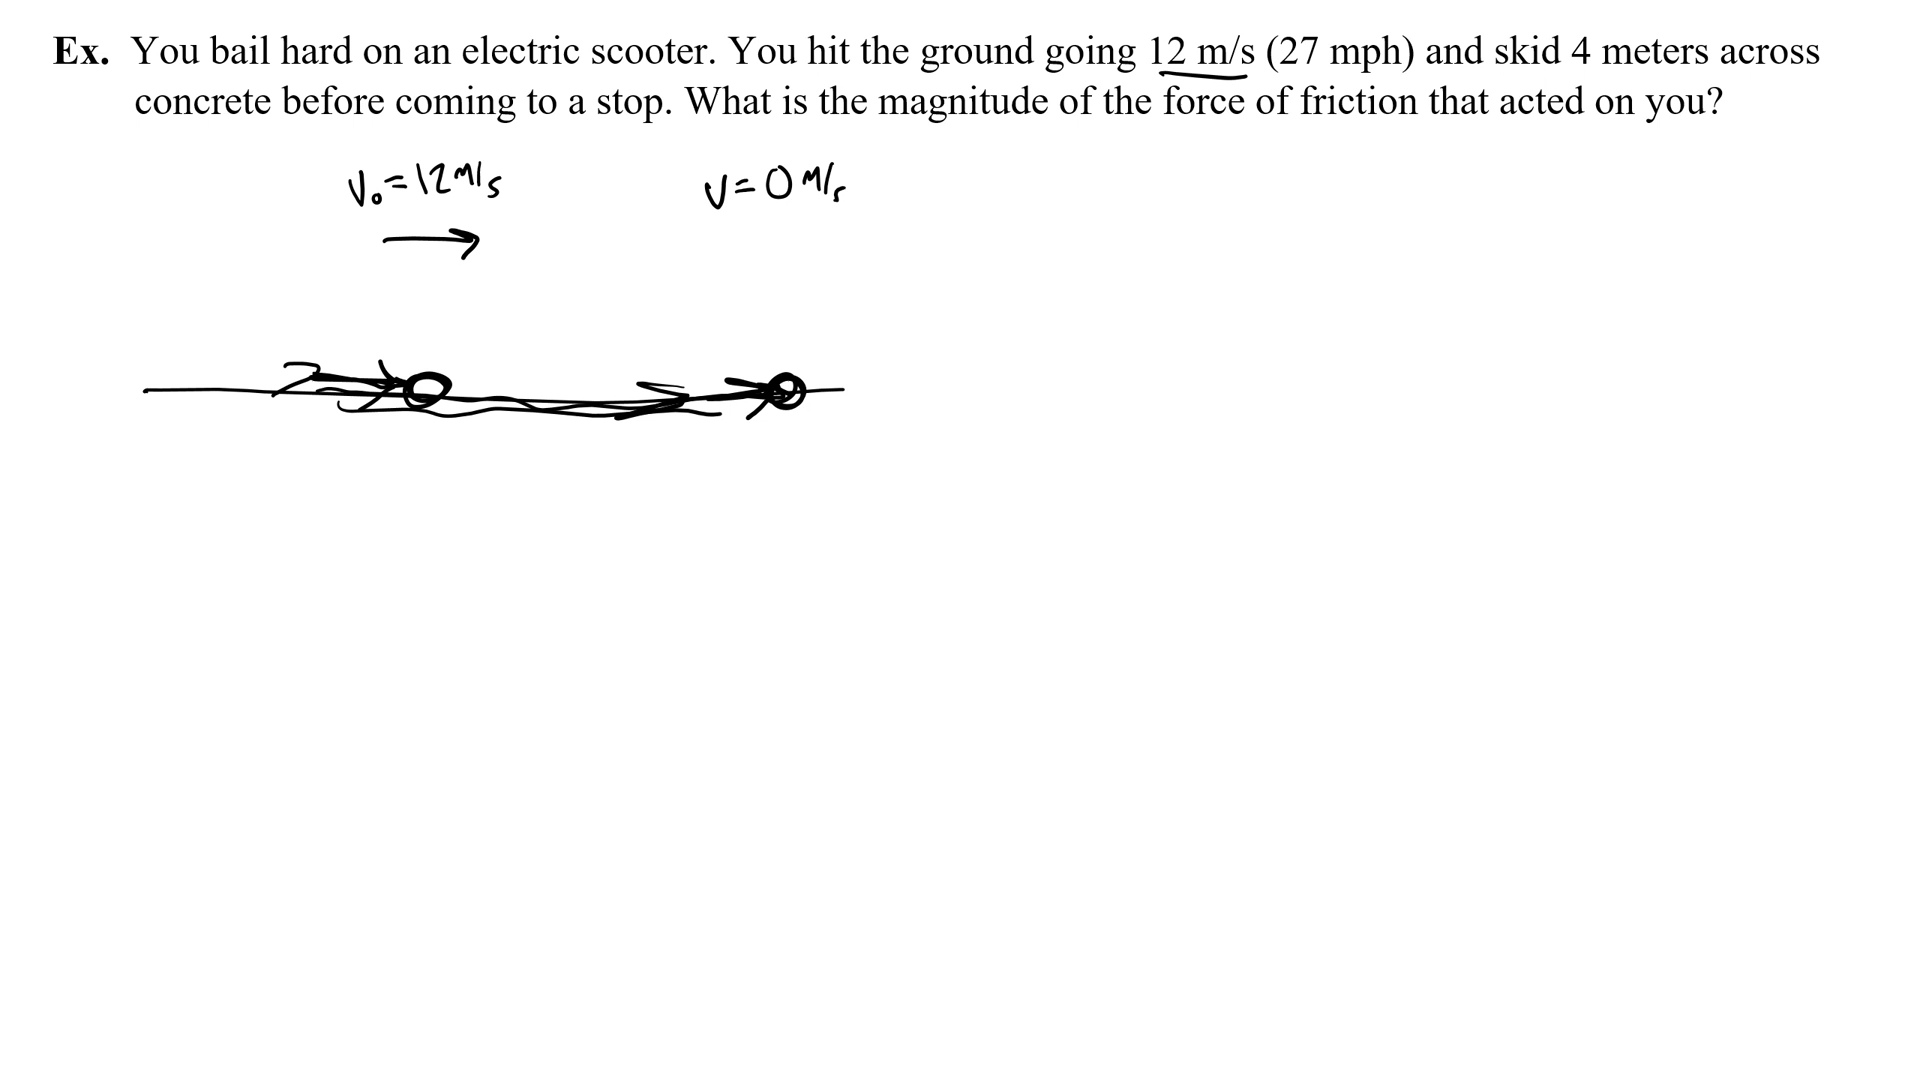 Ex. You bail hard on an electric scooter. You hit the ground going 12 m/s (27 mph) and skid 4 meters across
concrete before coming to a stop. What is the magnitude of the force of friction that acted on you?
V₀=12 m/s V=0 m/s